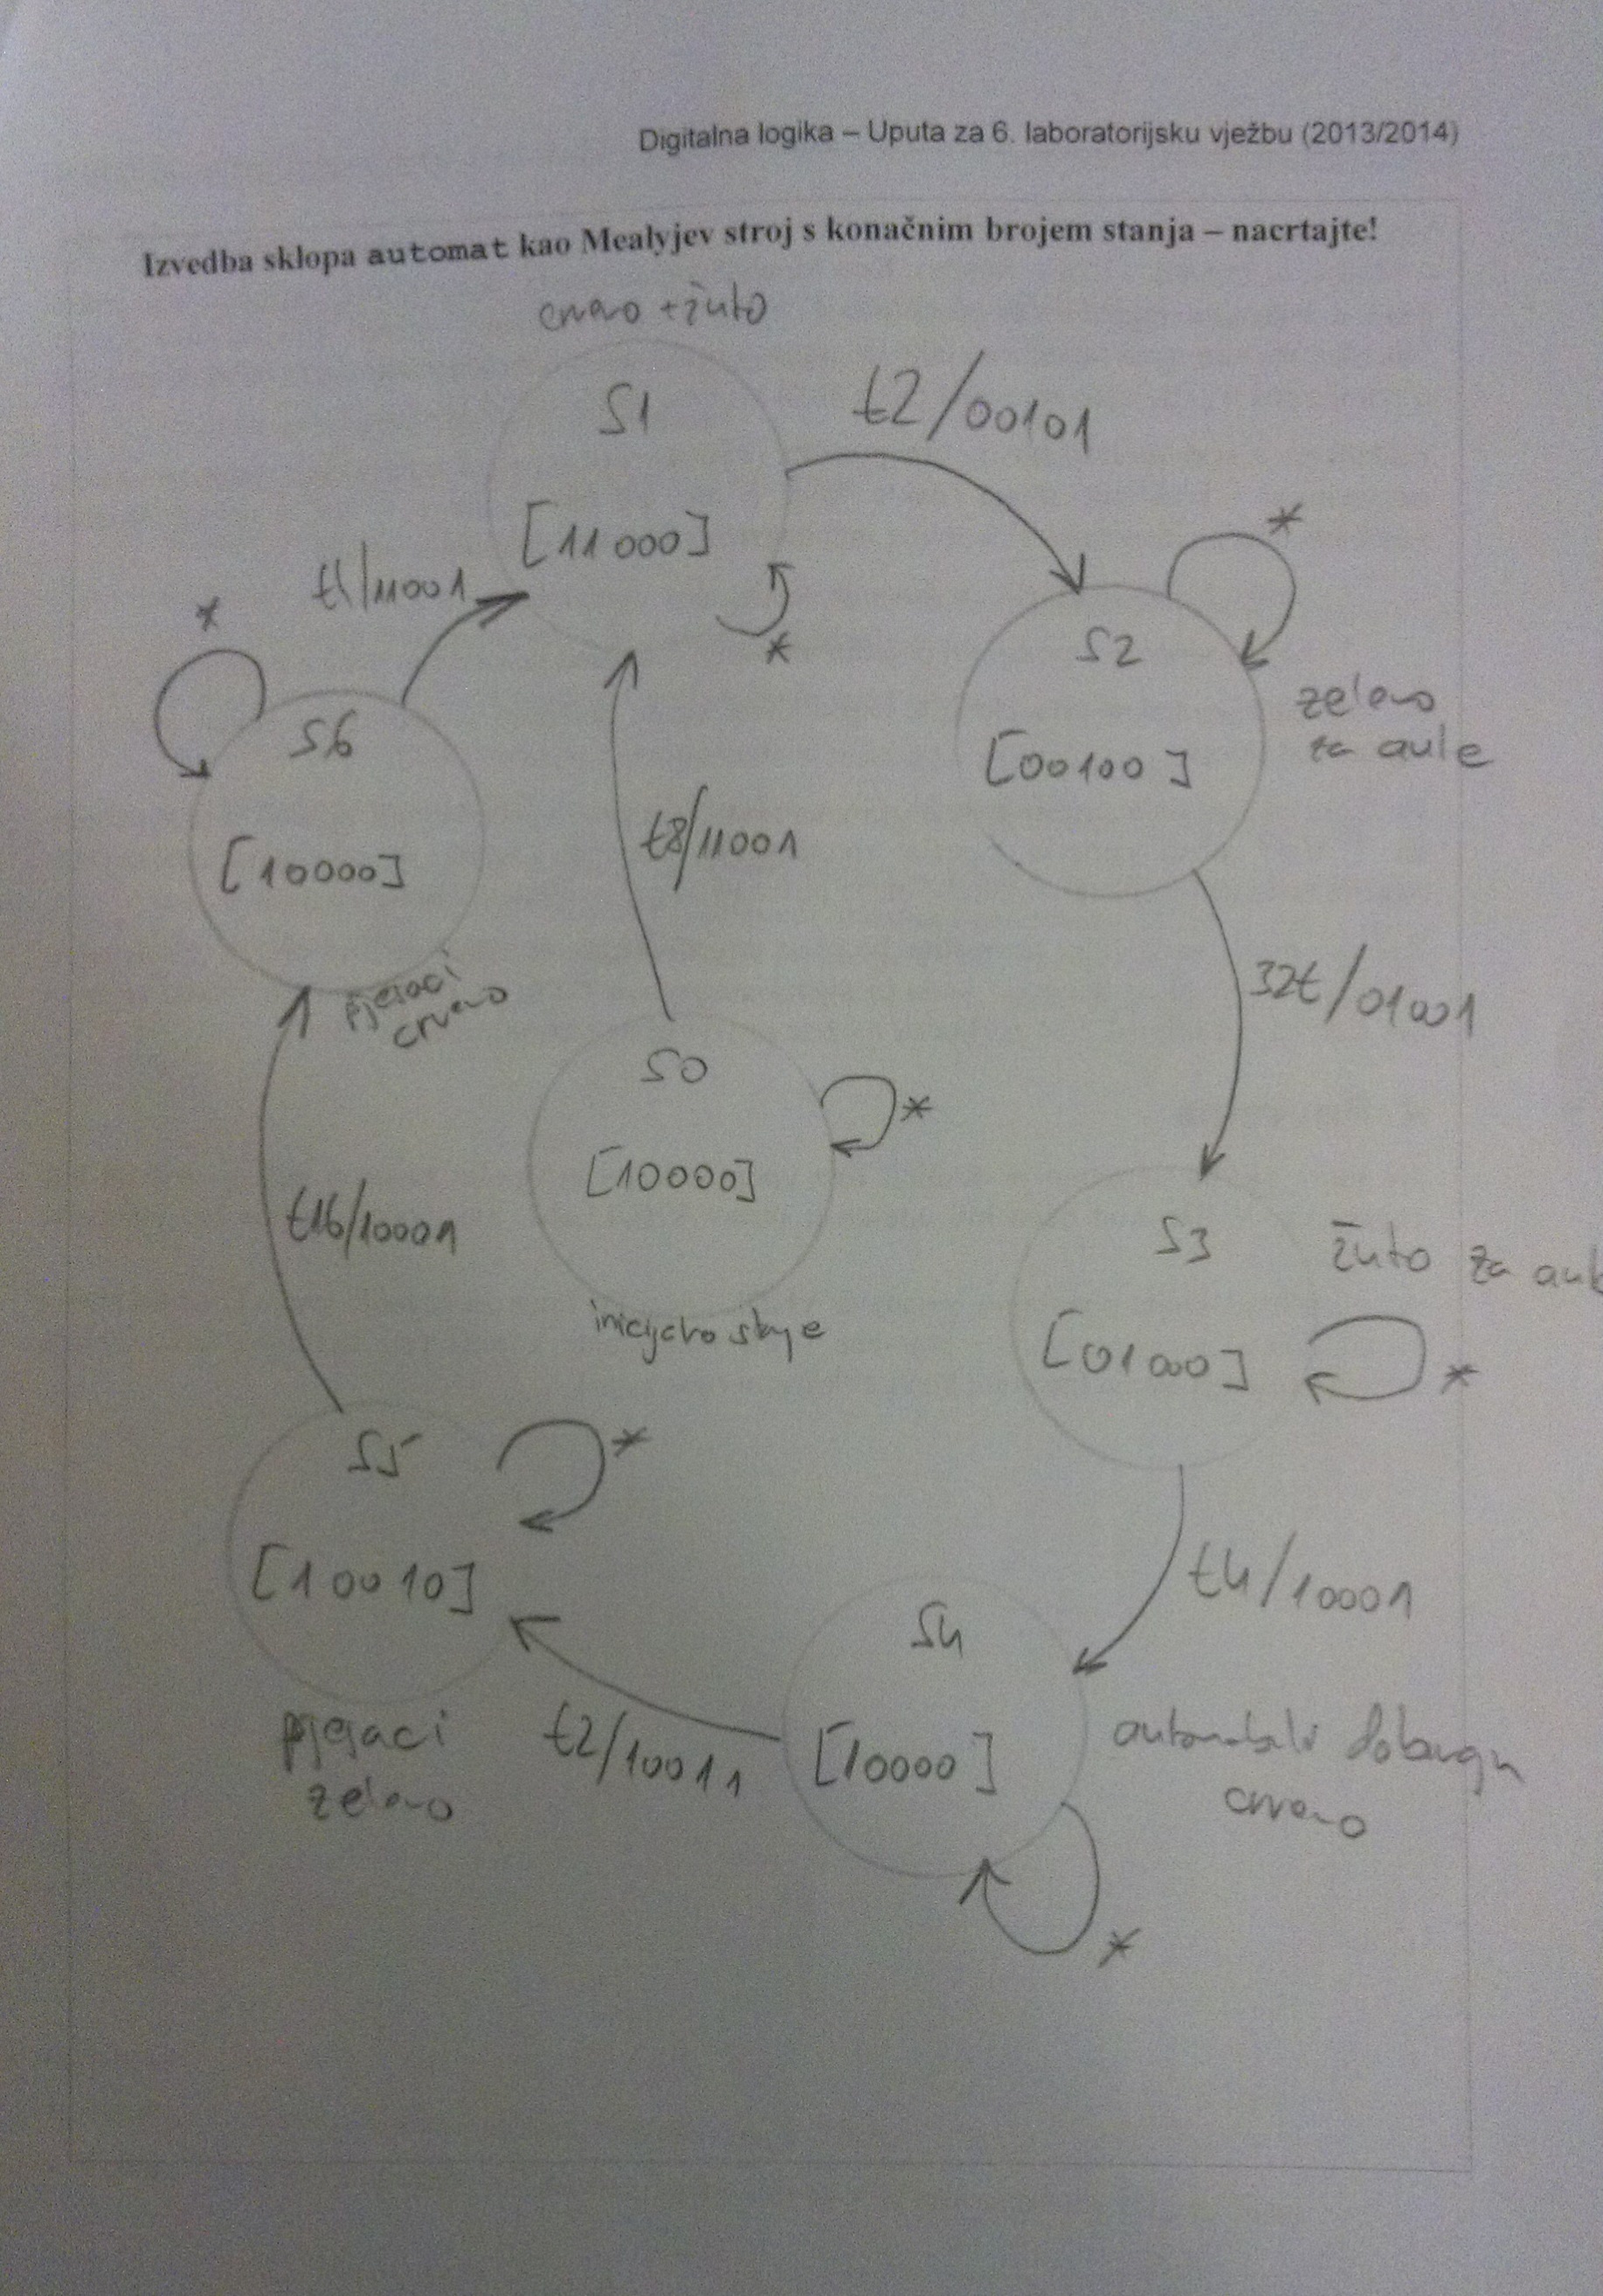 Digitalna logika – Uputa za 6. laboratorijsku vježbu (2013/2014)
Izvedba sklopa automat kao Mealyjev stroj s konačnim brojem stanja – nacrtajte!
crveno + žuto
S1
[11000]
*
t2/00101
S2
[00100]
*
zeleno
za aute
32t/01001
S3
[01000]
*
žuto za aut
t4/10001
S4
[10000]
*
automobili dobivaju
crveno
t2/10011
S5
[10010]
*
pješaci
zeleno
t16/10001
S6
[10000]
*
pješaci
crveno
/11001
S0
[10000]
*
inicijalno stanje
t8/11001